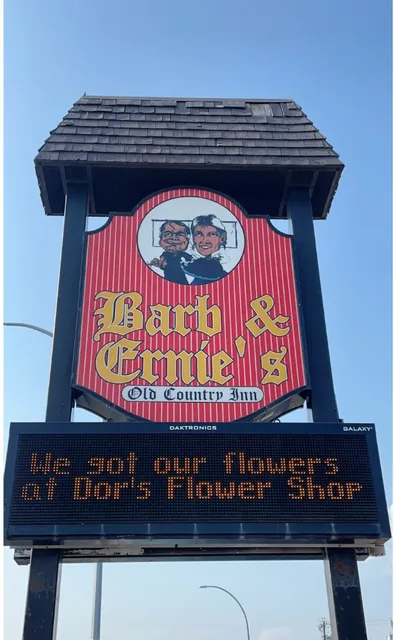 Barb &
Ernie's
Old Country Inn
DAKTRONICS GALAXY
We got our flowers
at Dor's Flower Shop